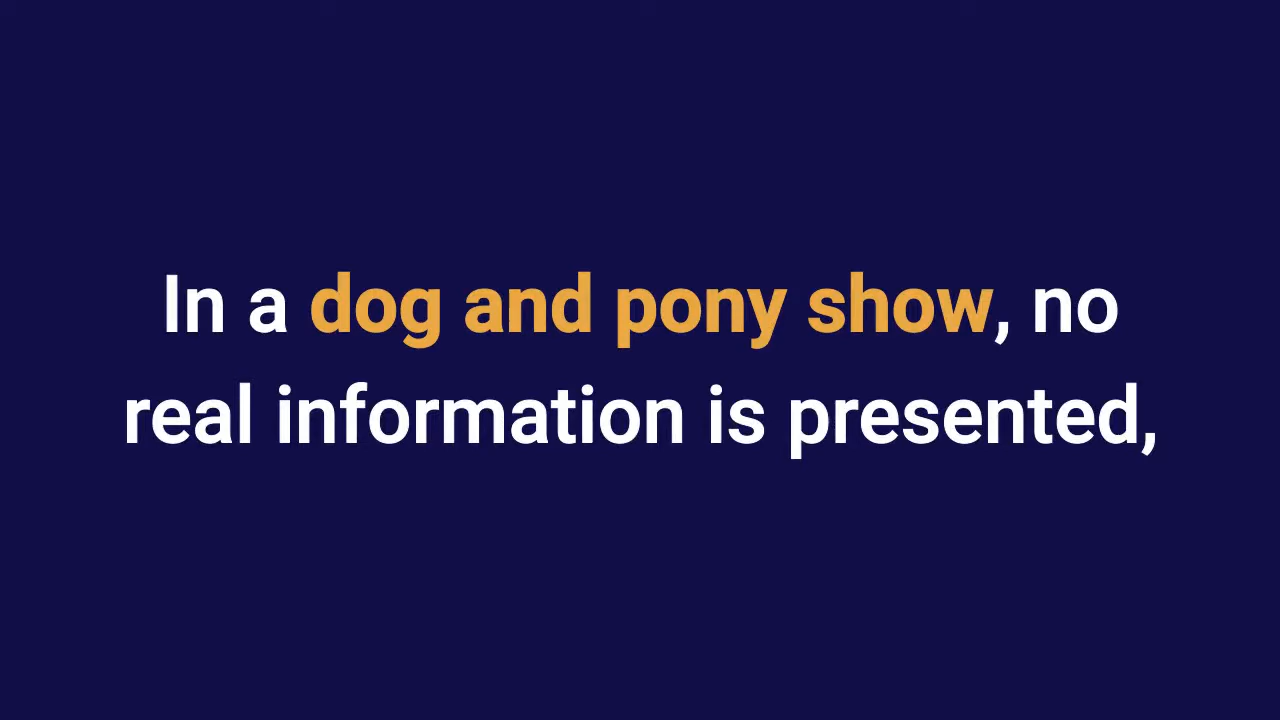 In a dog and pony show, no
real information is presented,